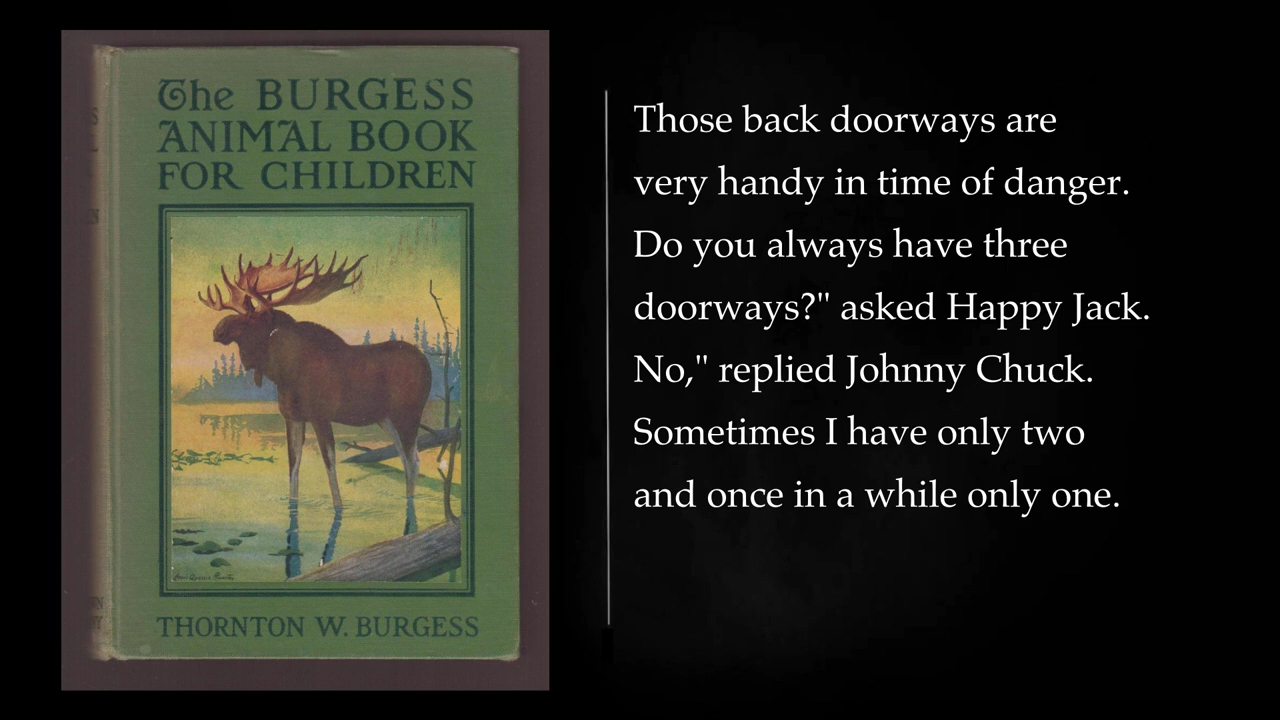 The BURGESS
ANIMAL BOOK
FOR CHILDREN
THORNTON W. BURGESS
Those back doorways are
very handy in time of danger.
Do you always have three
doorways?" asked Happy Jack.
No," replied Johnny Chuck.
Sometimes I have only two
and once in a while only one.